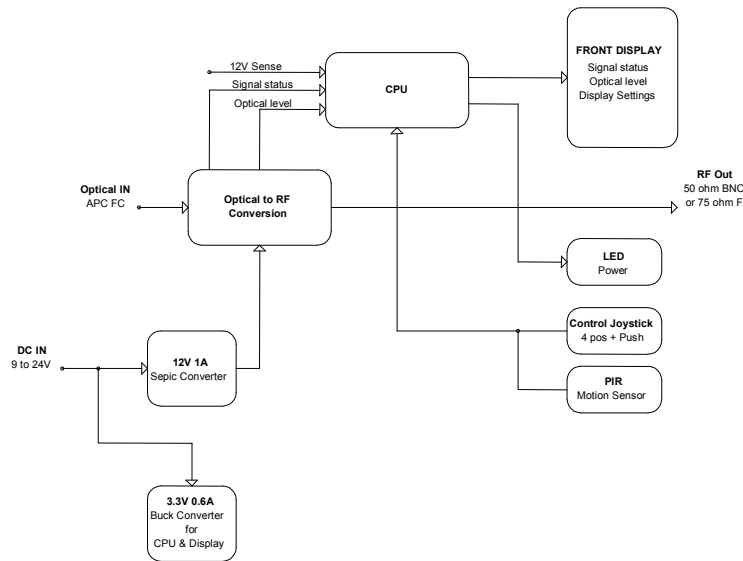 FRONT DISPLAY
Signal status
Optical level
Display Settings
12V Sense
Signal status
Optical level
CPU
Optical IN
APC FC
Optical to RF
Conversion
RF Out
50 ohm BNC
or 75 ohm F
LED
Power
Control Joystick
4 pos + Push
DC IN
9 to 24V
12V 1A
Sepic Converter
PIR
Motion Sensor
3.3V 0.6A
Buck Converter
for
CPU & Display